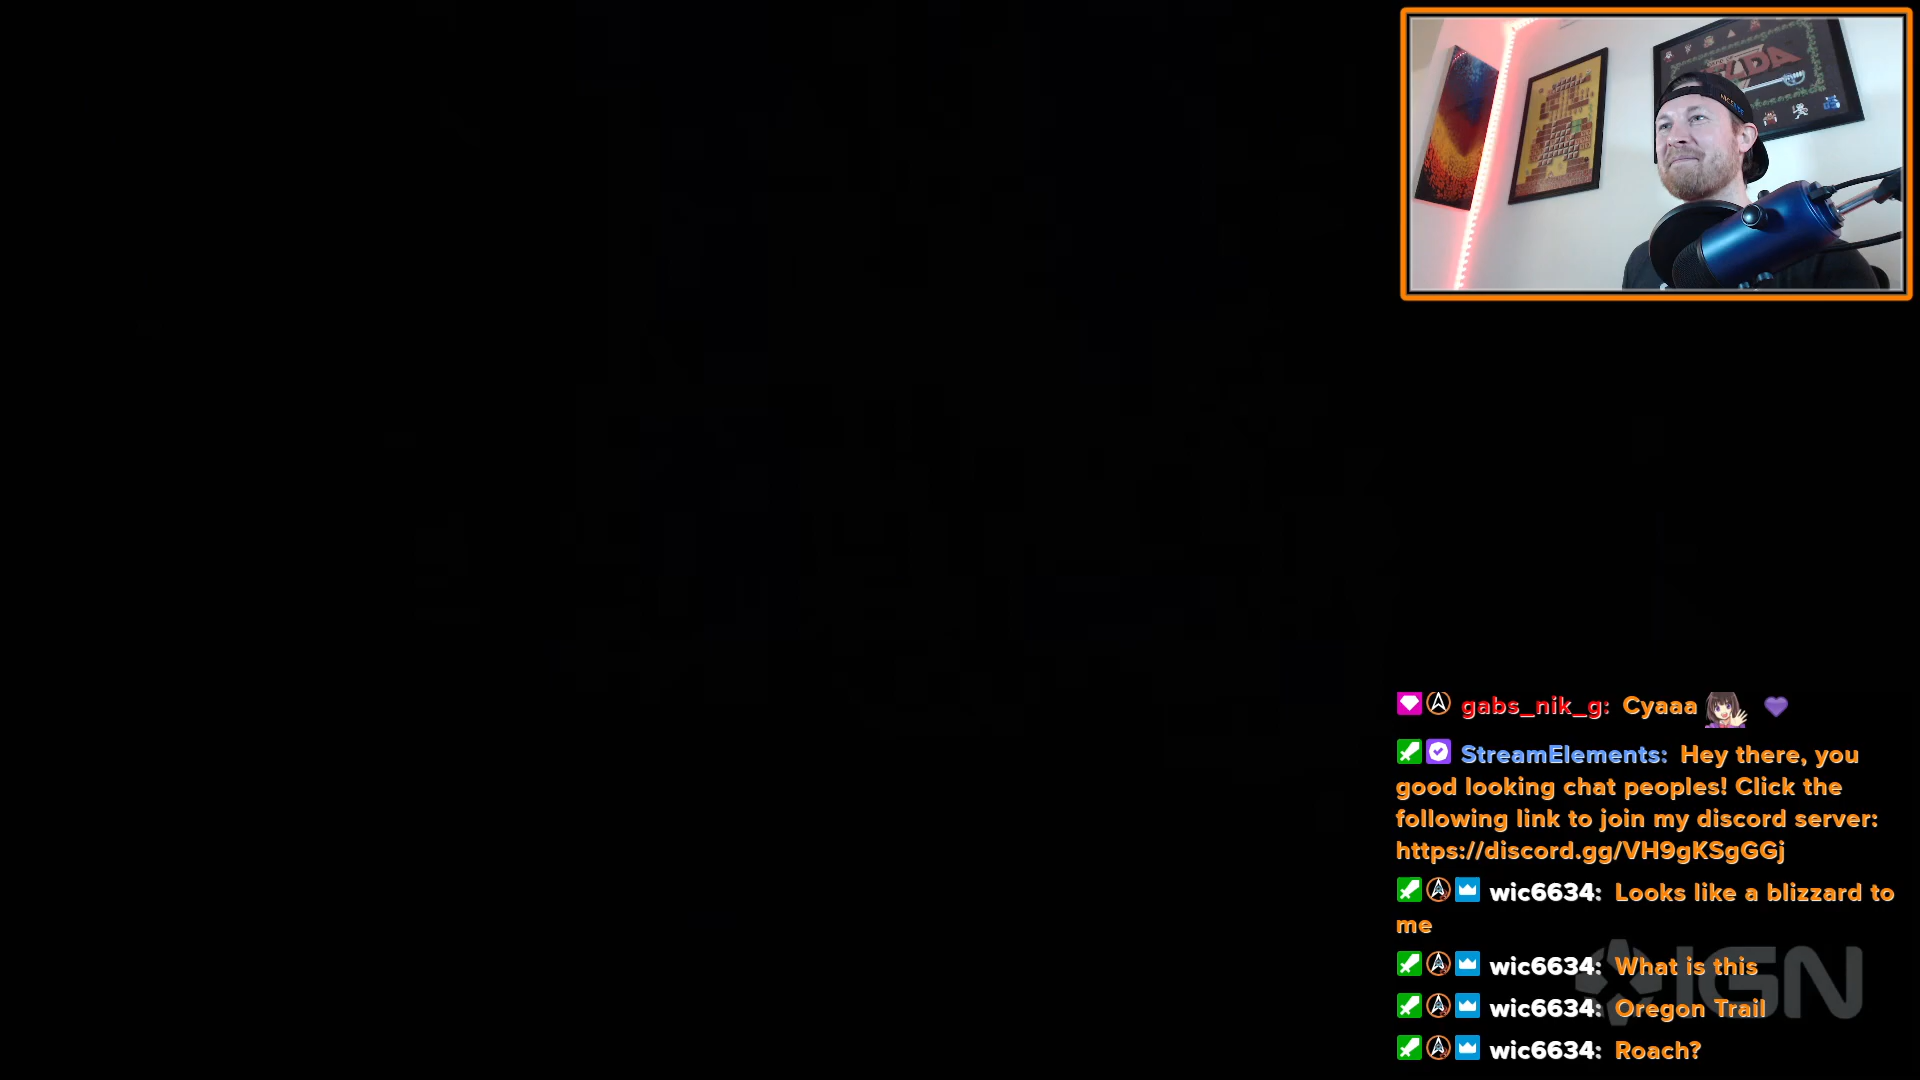 ZELDA
gabs_nik_g: Cyaaa
StreamElements: Hey there, you
good looking chat peoples! Click the
following link to join my discord server:
https://discord.gg/VH9gKSgGGj
wic6634: Looks like a blizzard to
me
wic6634: What is this
IGN
wic6634: Oregon Trail
wic6634: Roach?